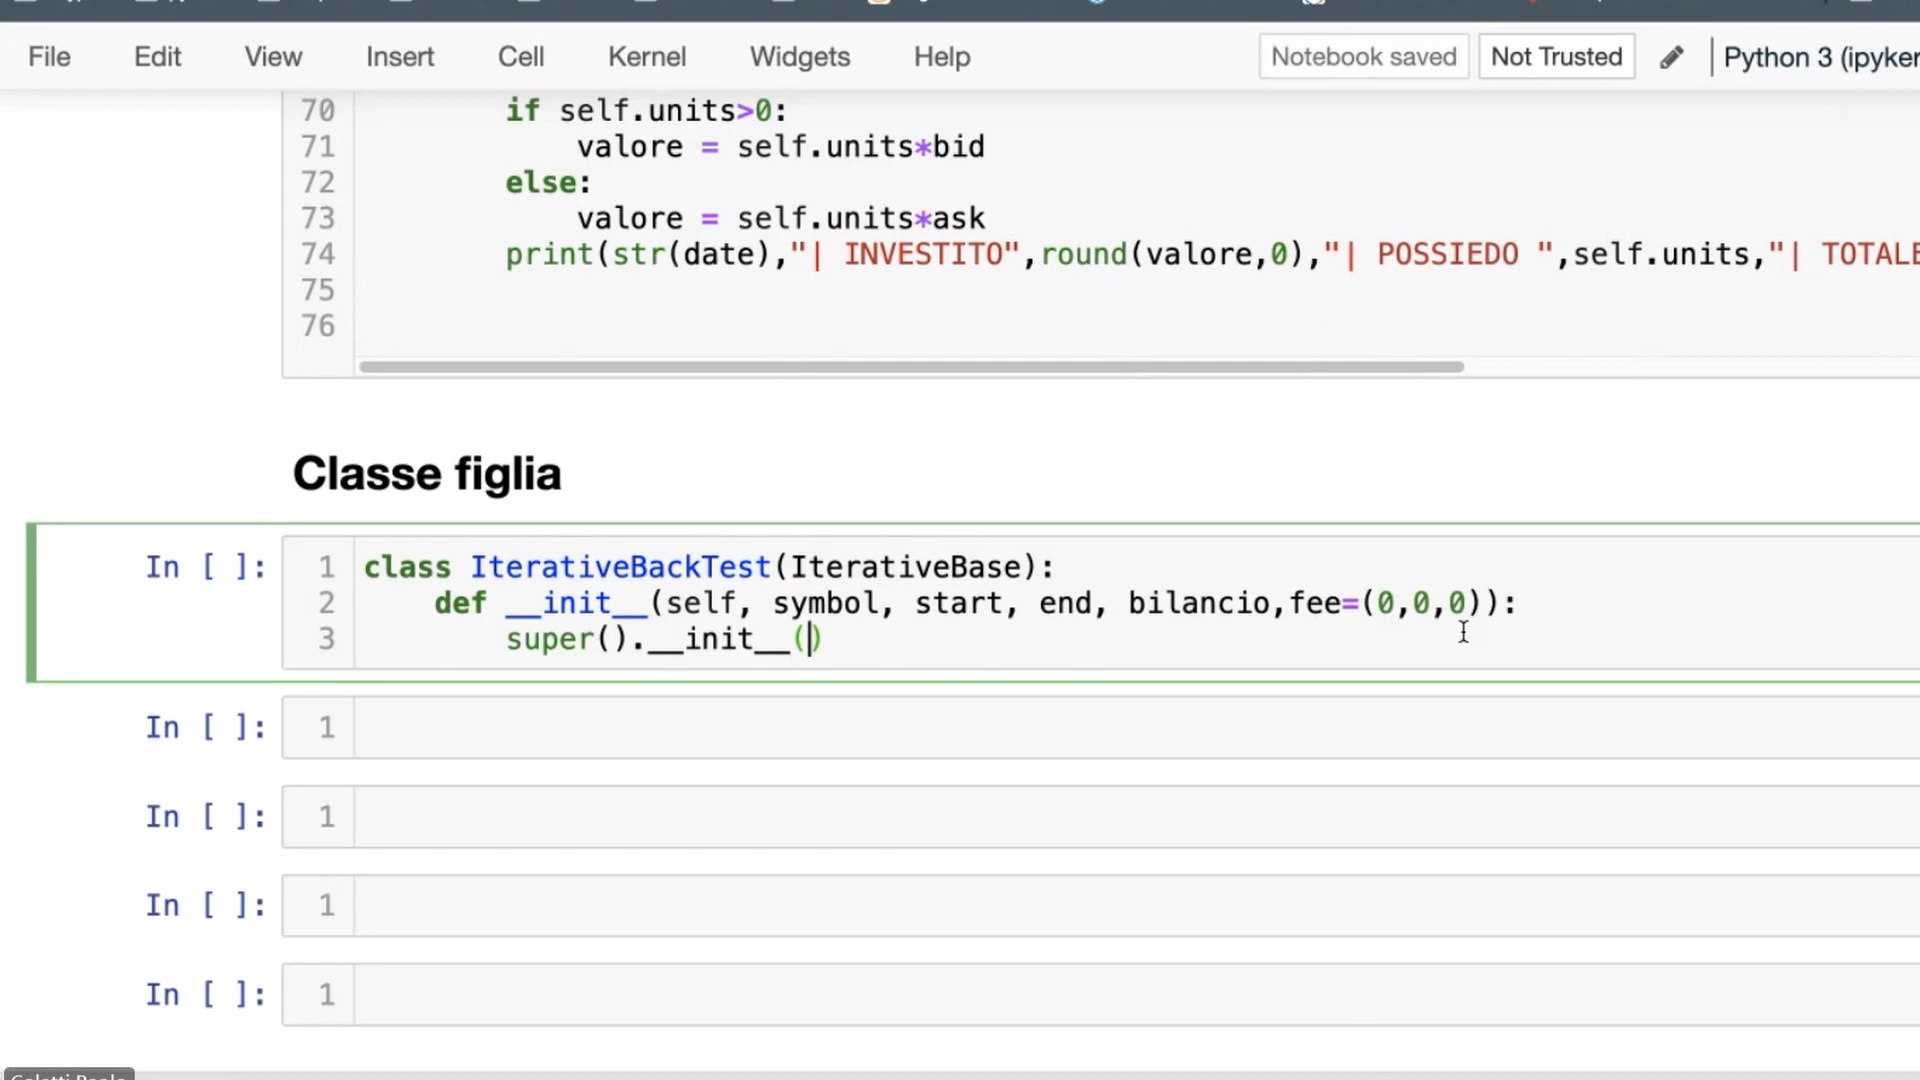 File Edit View Insert Cell Kernel Widgets Help Notebook saved Not Trusted Python 3 (ipyker
70 if self.units>0:
71 valore = self.units*bid
72 else:
73 valore = self.units*ask
74 print(str(date),"| INVESTITO",round(valore,0),"| POSSIEDO ",self.units,"| TOTALE
75
76
Classe figlia
In [ ]: 1 class IterativeBackTest(IterativeBase):
2 def __init__(self, symbol, start, end, bilancio,fee=(0,0,0)):
3 super().__init__()
In [ ]: 1
In [ ]: 1
In [ ]: 1
In [ ]: 1